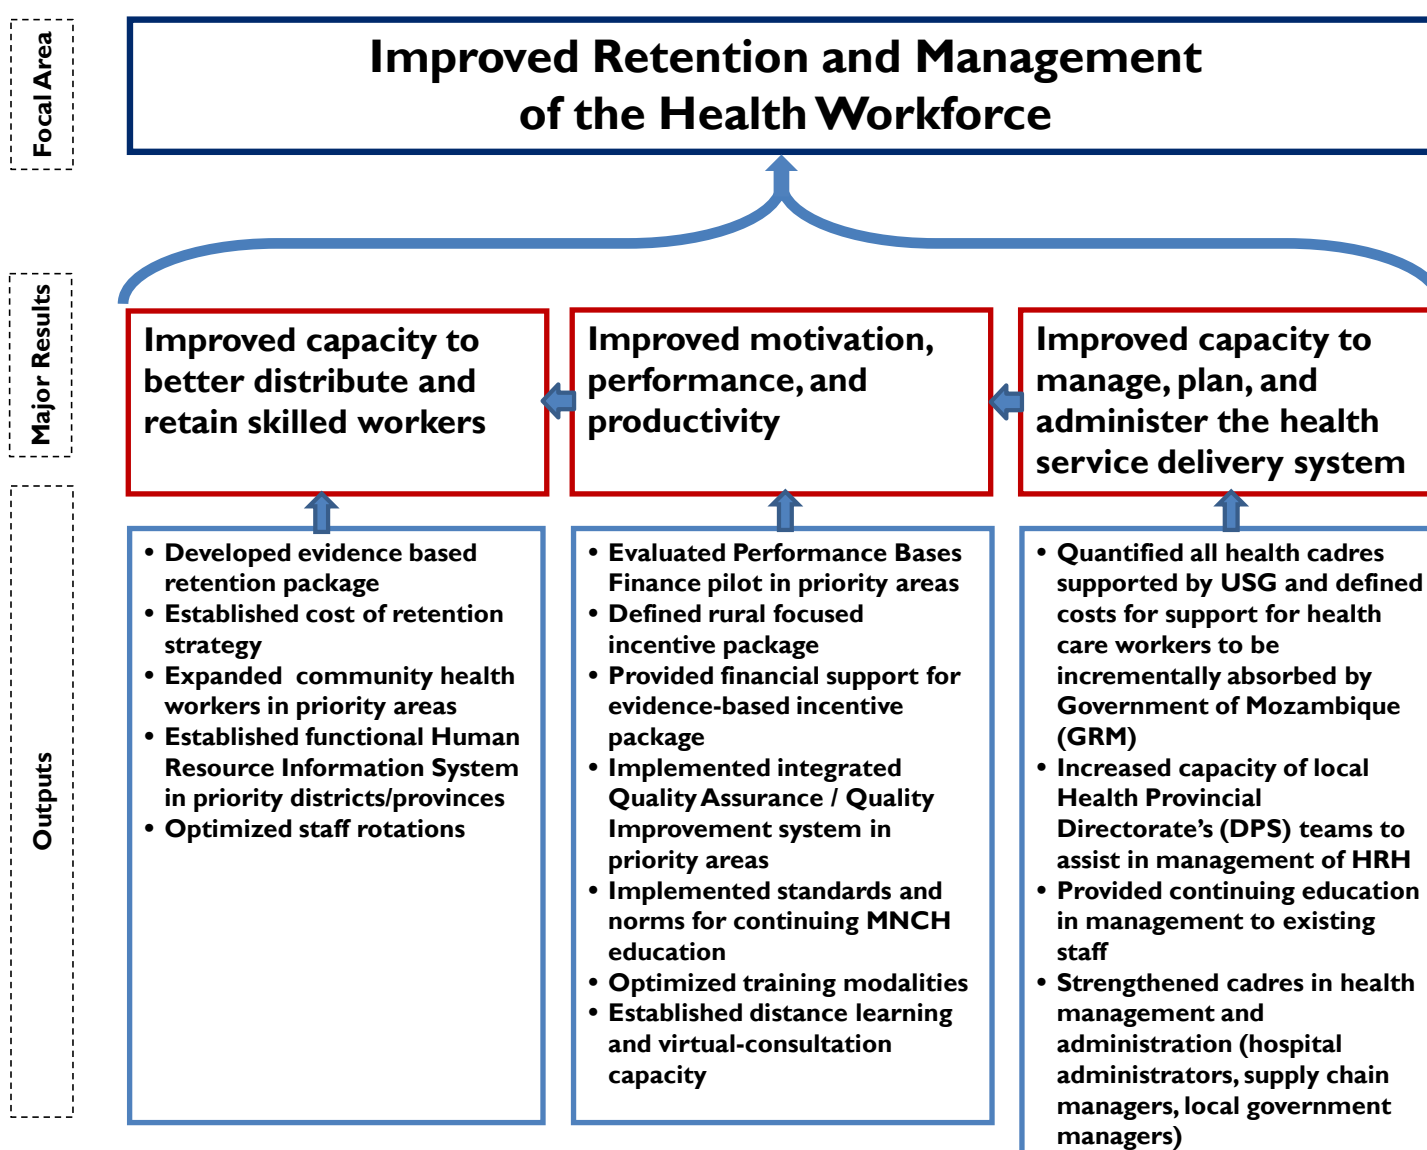 Focal Area
Improved Retention and Management
of the Health Workforce
Major Results
Improved capacity to
better distribute and
retain skilled workers
Improved motivation,
performance, and
productivity
Improved capacity to
manage, plan, and
administer the health
service delivery system
Outputs
• Developed evidence based
retention package
• Established cost of retention
strategy
• Expanded community health
workers in priority areas
• Established functional Human
Resource Information System
in priority districts/provinces
• Optimized staff rotations
• Evaluated Performance Bases
Finance pilot in priority areas
• Defined rural focused
incentive package
• Provided financial support for
evidence-based incentive
package
• Implemented integrated
Quality Assurance / Quality
Improvement system in
priority areas
• Implemented standards and
norms for continuing MNCH
education
• Optimized training modalities
• Established distance learning
and virtual-consultation
capacity
• Quantified all health cadres
supported by USG and defined
costs for support for health
care workers to be
incrementally absorbed by
Government of Mozambique
(GRM)
• Increased capacity of local
Health Provincial
Directorate’s (DPS) teams to
assist in management of HRH
• Provided continuing education
in management to existing
staff
• Strengthened cadres in health
management and
administration (hospital
administrators, supply chain
managers, local government
managers)